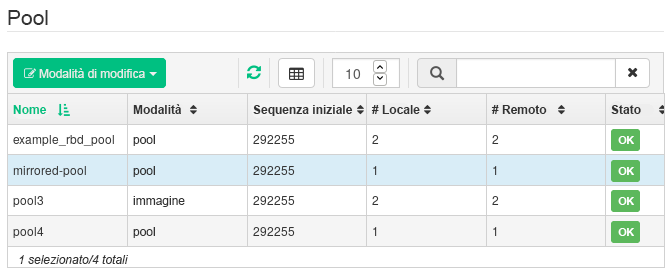 Pool
Modalità di modifica
10
Nome Modalità Sequenza iniziale # Locale # Remoto Stato
example_rbd_pool pool 292255 2 2 OK
mirrored-pool pool 292255 1 1 OK
pool3 immagine 292255 2 2 OK
pool4 pool 292255 1 1 OK
1 selezionato/4 totali